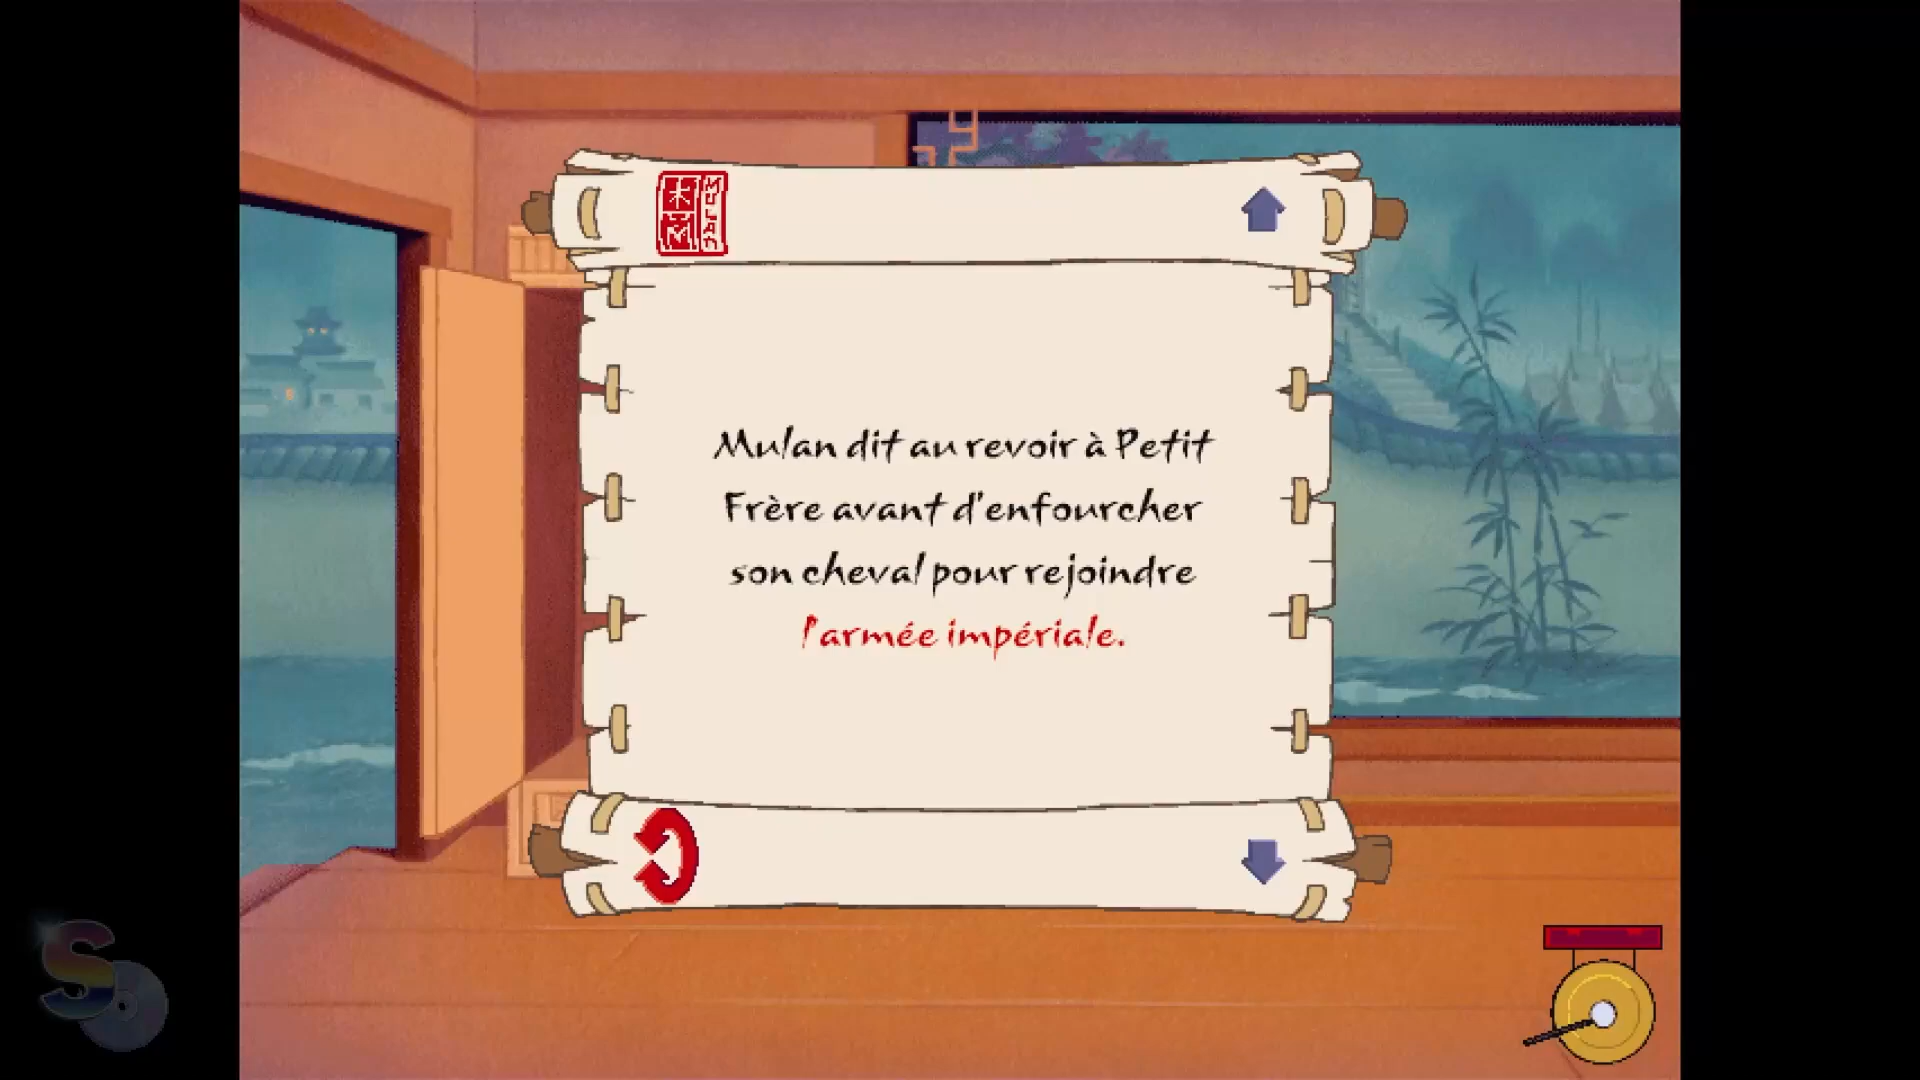 Mulan dit au revoir à Petit
Frère avant d'enfourcher
son cheval pour rejoindre
l'armée impériale.